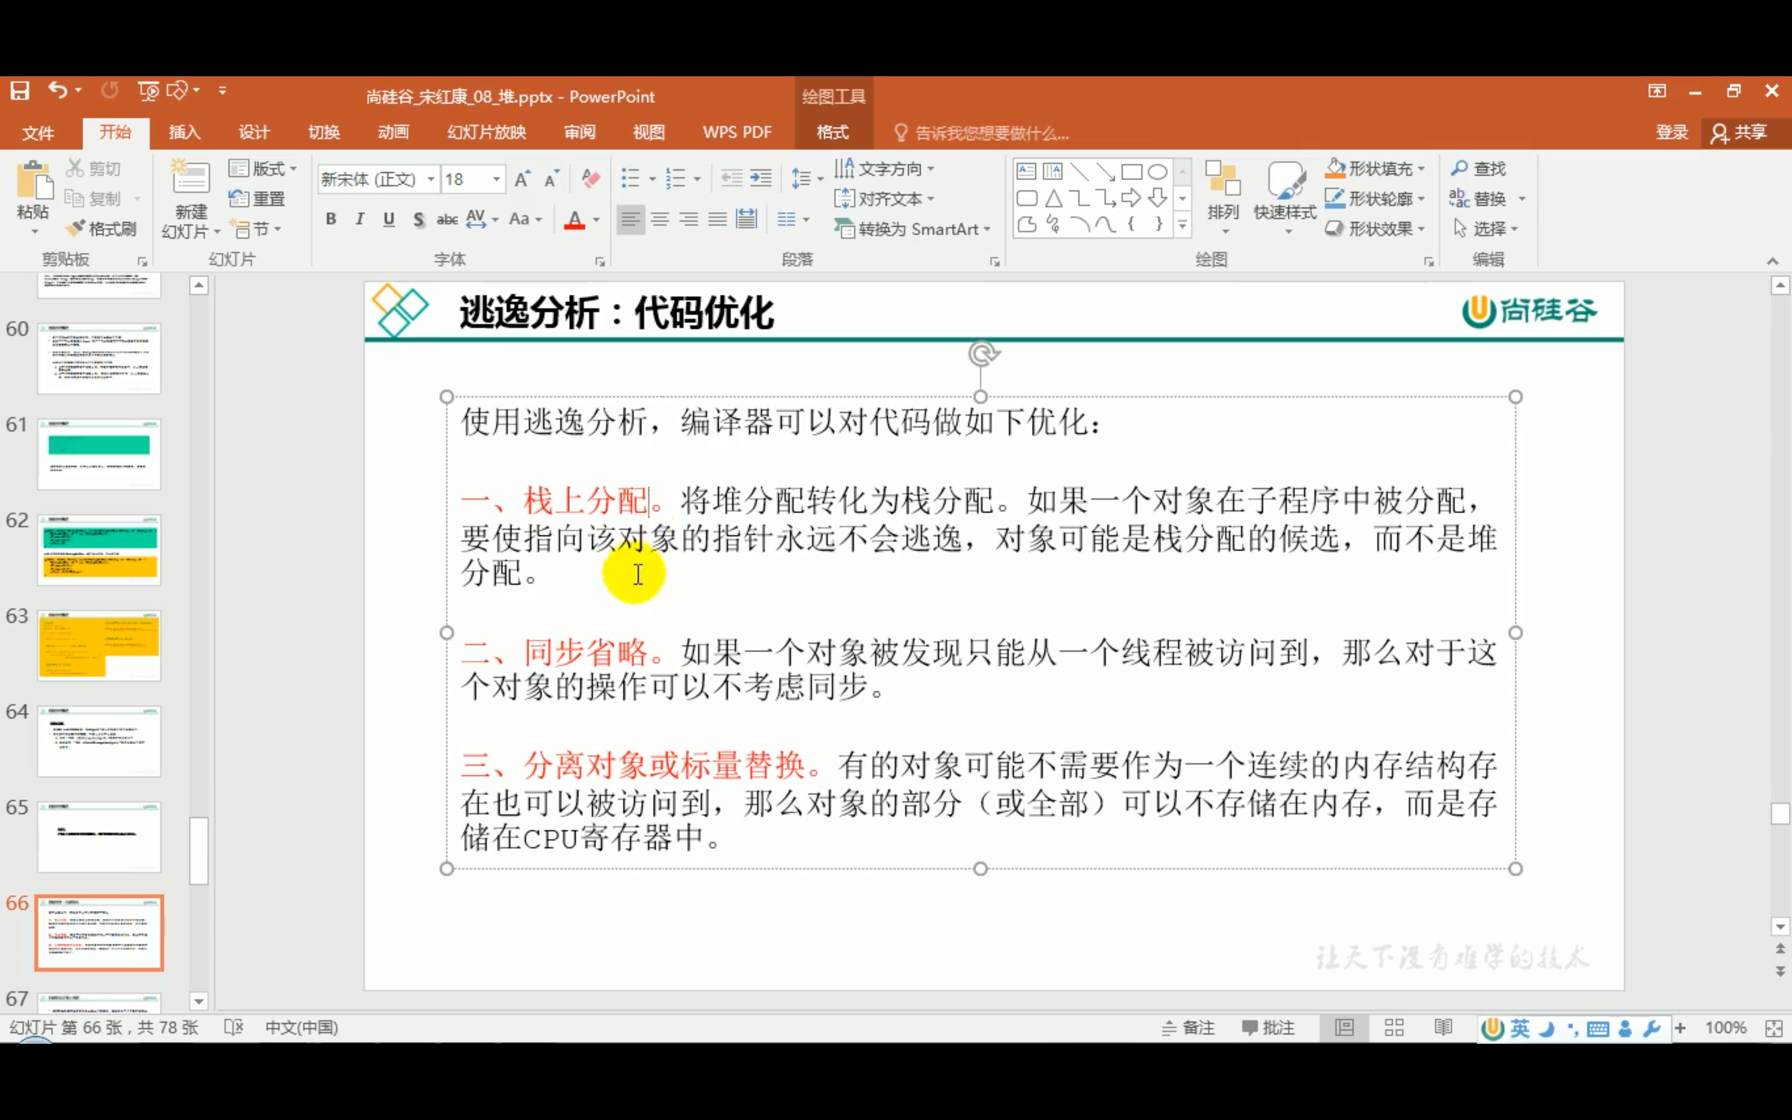 尚硅谷_宋红康_08_堆.pptx - PowerPoint
绘图工具
文件 开始 插入 设计 切换 动画 幻灯片放映 审阅 视图 WPS PDF 格式 告诉我您想要做什么... 登录 共享
粘贴 剪切 复制 格式刷 剪贴板
新建幻灯片 版式 重置 节 幻灯片
新宋体 (正文) 18
B I U S abc AV Aa A 字体
文字方向 对齐文本 转换为 SmartArt 段落
排列 快速样式 形状填充 形状轮廓 形状效果 绘图
查找 替换 选择 编辑
60
61
62
63
64
65
66
67
逃逸分析：代码优化
尚硅谷
使用逃逸分析，编译器可以对代码做如下优化：
一、栈上分配。将堆分配转化为栈分配。如果一个对象在子程序中被分配，
要使指向该对象的指针永远不会逃逸，对象可能是栈分配的候选，而不是堆
分配。
二、同步省略。如果一个对象被发现只能从一个线程被访问到，那么对于这
个对象的操作可以不考虑同步。
三、分离对象或标量替换。有的对象可能不需要作为一个连续的内存结构存
在也可以被访问到，那么对象的部分（或全部）可以不存储在内存，而是存
储在CPU寄存器中。
让天下没有难学的技术
幻灯片 第 66 张，共 78 张 中文(中国) 备注 批注 英 100%